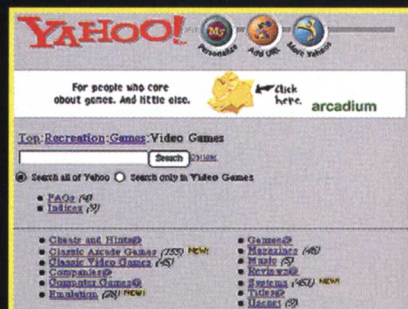 YAHOO!
My
Personalize
Add URL
More Yahoos
For people who care
about games. And little else.
Click
here.
arcadium
Top:Recreation:Games:Video Games
Search Options
Search all of Yahoo Search only in Video Games
FAQs (4)
Indices (9)
Cheats and Hints@
Classic Arcade Games (155) NEW!
Classic Video Games (45)
Companies@
Computer Games@
Emulation (28) NEW!
Games@
Magazines (46)
Music (5)
Reviews@
Systems (451) NEW!
Titles@
Usenet (9)